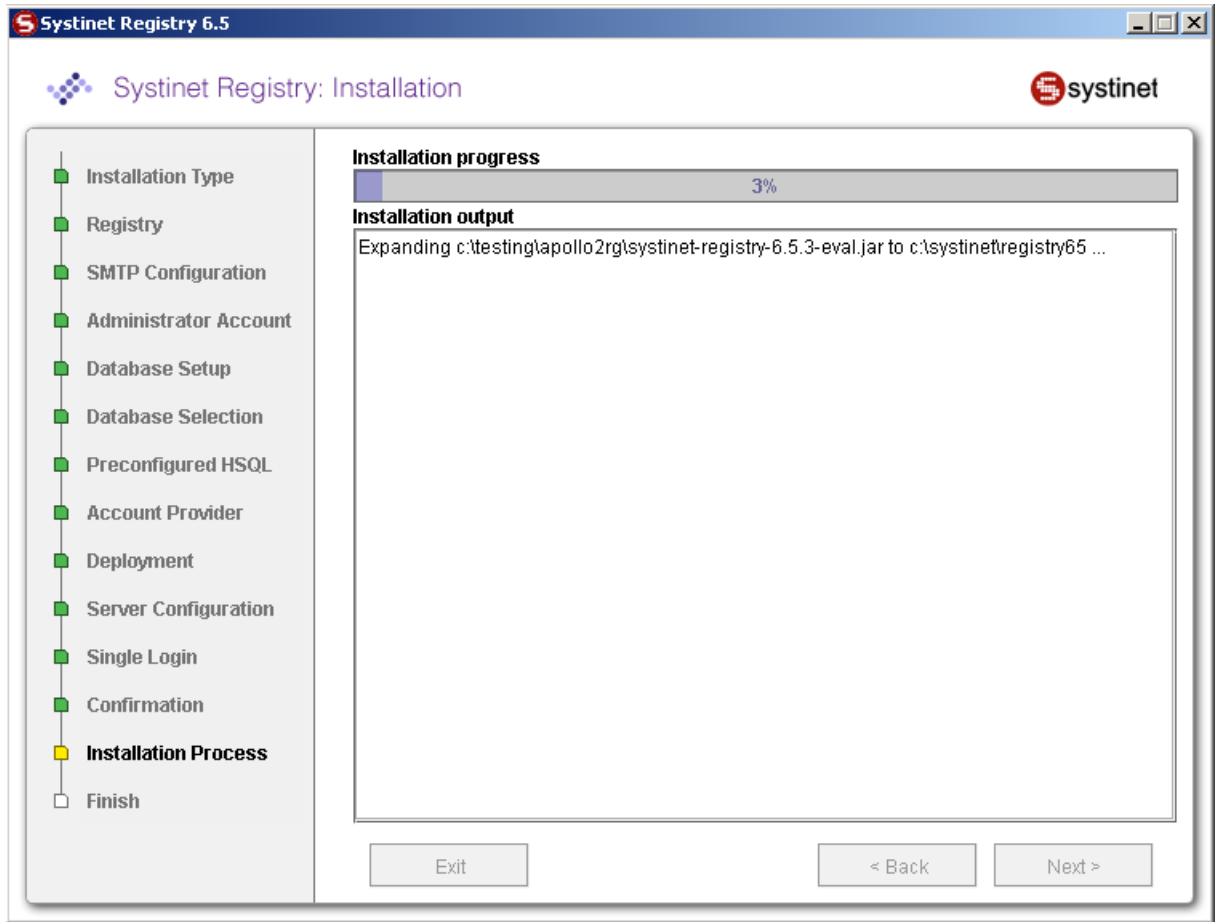 Systinet Registry 6.5
Systinet Registry: Installation
systinet
Installation Type
Registry
SMTP Configuration
Administrator Account
Database Setup
Database Selection
Preconfigured HSQL
Account Provider
Deployment
Server Configuration
Single Login
Confirmation
Installation Process
Finish
Installation progress
3%
Installation output
Expanding c:\testing\apollo2rg\systinet-registry-6.5.3-eval.jar to c:\systinet\registry65 ...
Exit
< Back
Next >